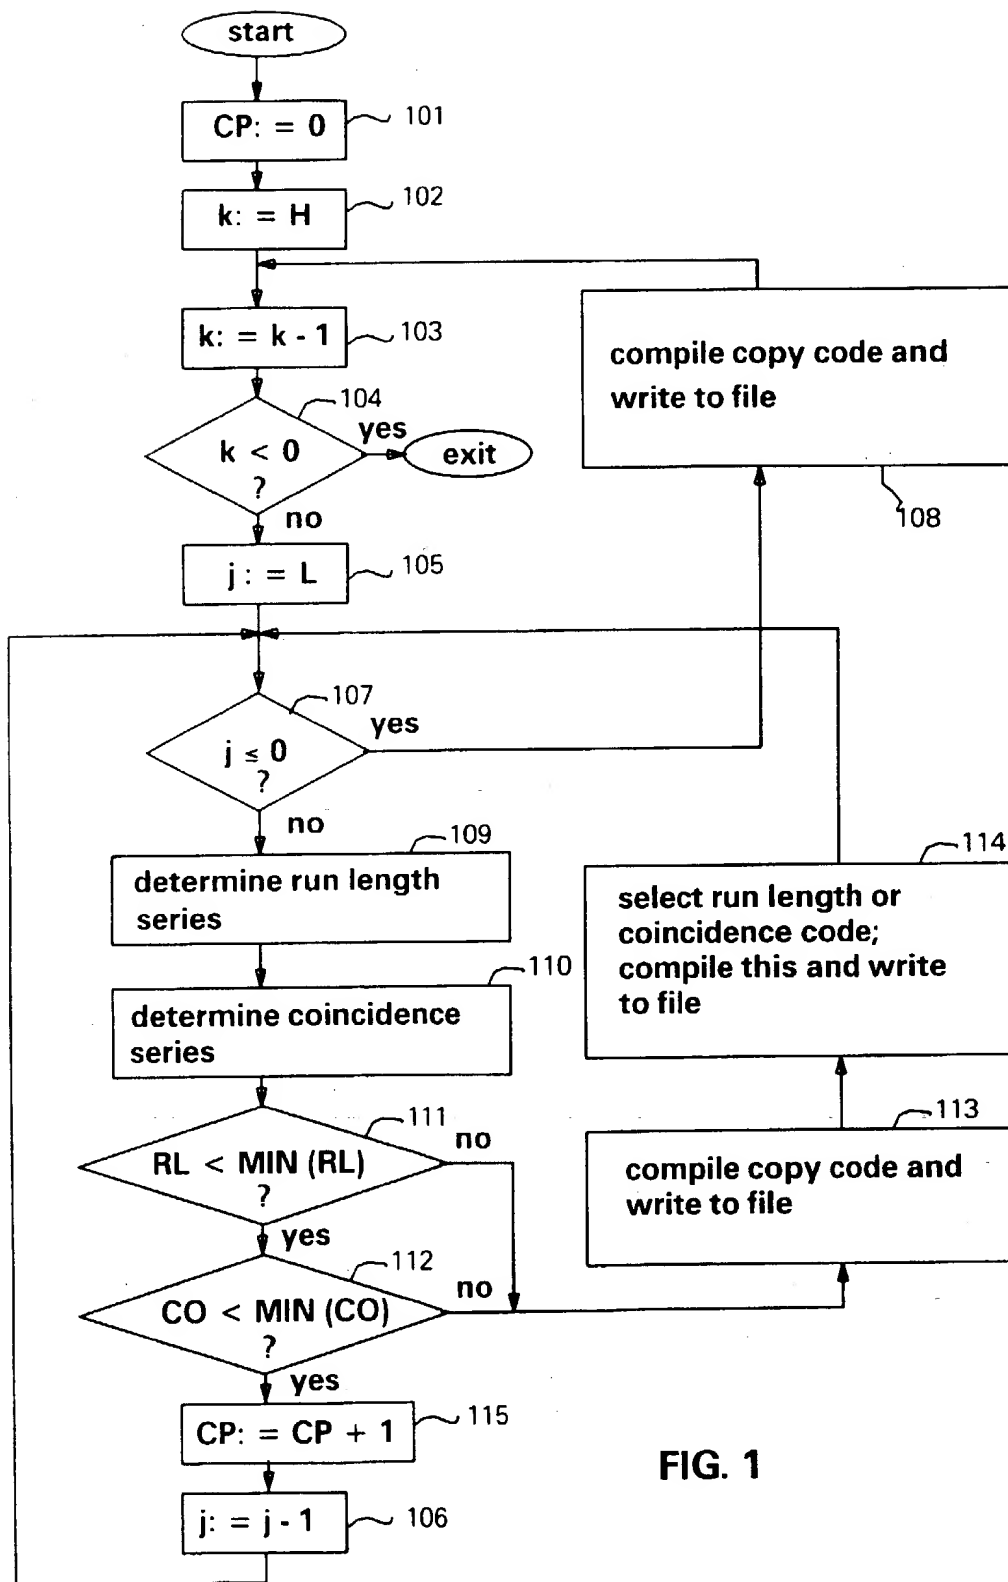 start
CP: = 0
101
k: = H
102
k: = k - 1
103
compile copy code and
write to file
108
104
k < 0
?
yes
exit
no
j : = L
105
107
j ≤ 0
?
yes
no
109
determine run length
series
114
select run length or
coincidence code;
compile this and write
to file
110
determine coincidence
series
111
RL < MIN (RL)
?
no
yes
113
compile copy code and
write to file
112
CO < MIN (CO)
?
no
yes
CP: = CP + 1
115
j: = j - 1
106
FIG. 1